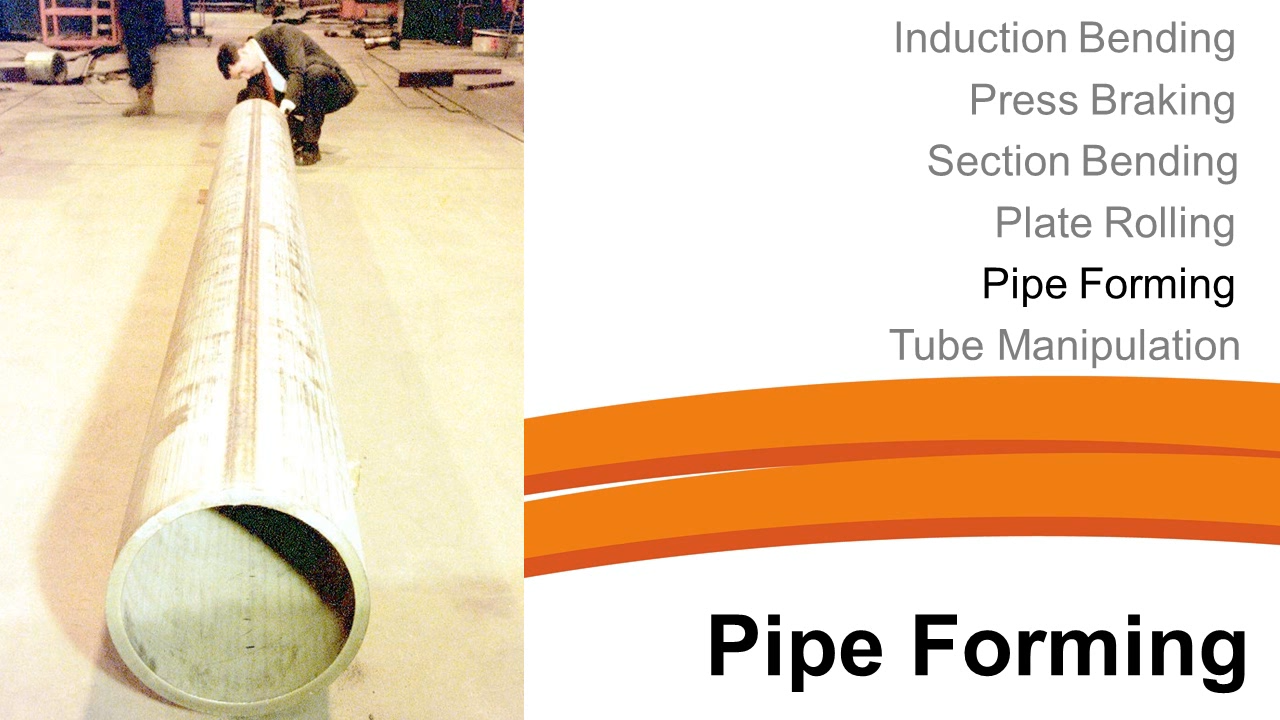 Induction Bending
Press Braking
Section Bending
Plate Rolling
Pipe Forming
Tube Manipulation
Pipe Forming